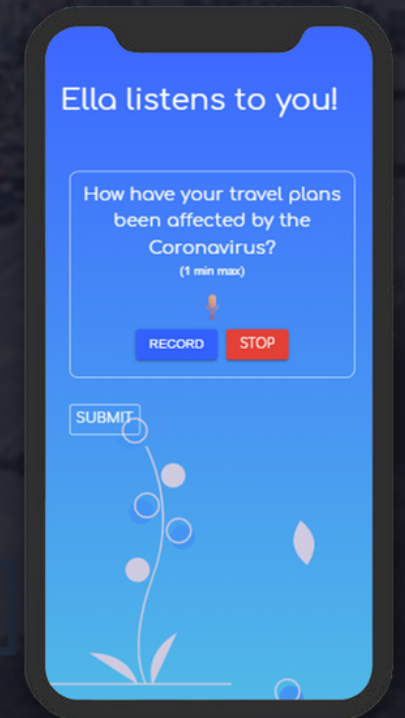 Ella listens to you!
How have your travel plans
been affected by the
Coronavirus?
(1 min max)
RECORD STOP
SUBMIT